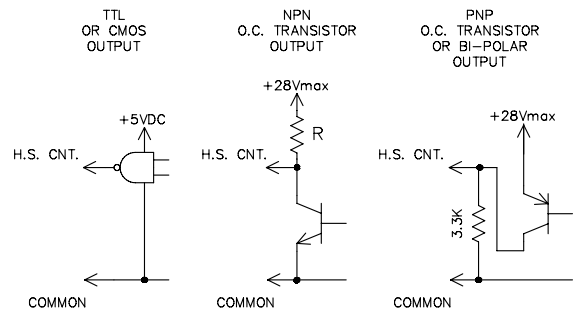 TTL
OR CMOS
OUTPUT
+5VDC
H.S. CNT.
COMMON
NPN
O.C. TRANSISTOR
OUTPUT
+28Vmax
R
H.S. CNT.
COMMON
PNP
O.C. TRANSISTOR
OR BI-POLAR
OUTPUT
+28Vmax
H.S. CNT.
3.3K
COMMON